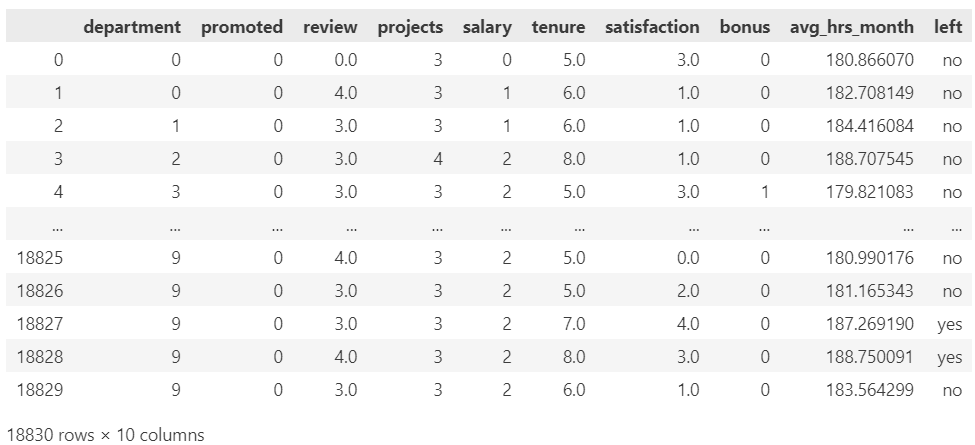 department promoted review projects salary tenure satisfaction bonus avg_hrs_month left
0 0 0 0.0 3 0 5.0 3.0 0 180.866070 no
1 0 0 4.0 3 1 6.0 1.0 0 182.708149 no
2 1 0 3.0 3 1 6.0 1.0 0 184.416084 no
3 2 0 3.0 4 2 8.0 1.0 0 188.707545 no
4 3 0 3.0 3 2 5.0 3.0 1 179.821083 no
... ... ... ... ... ... ... ... ... ... ...
18825 9 0 4.0 3 2 5.0 0.0 0 180.990176 no
18826 9 0 3.0 3 2 5.0 2.0 0 181.165343 no
18827 9 0 3.0 3 2 7.0 4.0 0 187.269190 yes
18828 9 0 4.0 3 2 8.0 3.0 0 188.750091 yes
18829 9 0 3.0 3 2 6.0 1.0 0 183.564299 no
18830 rows × 10 columns